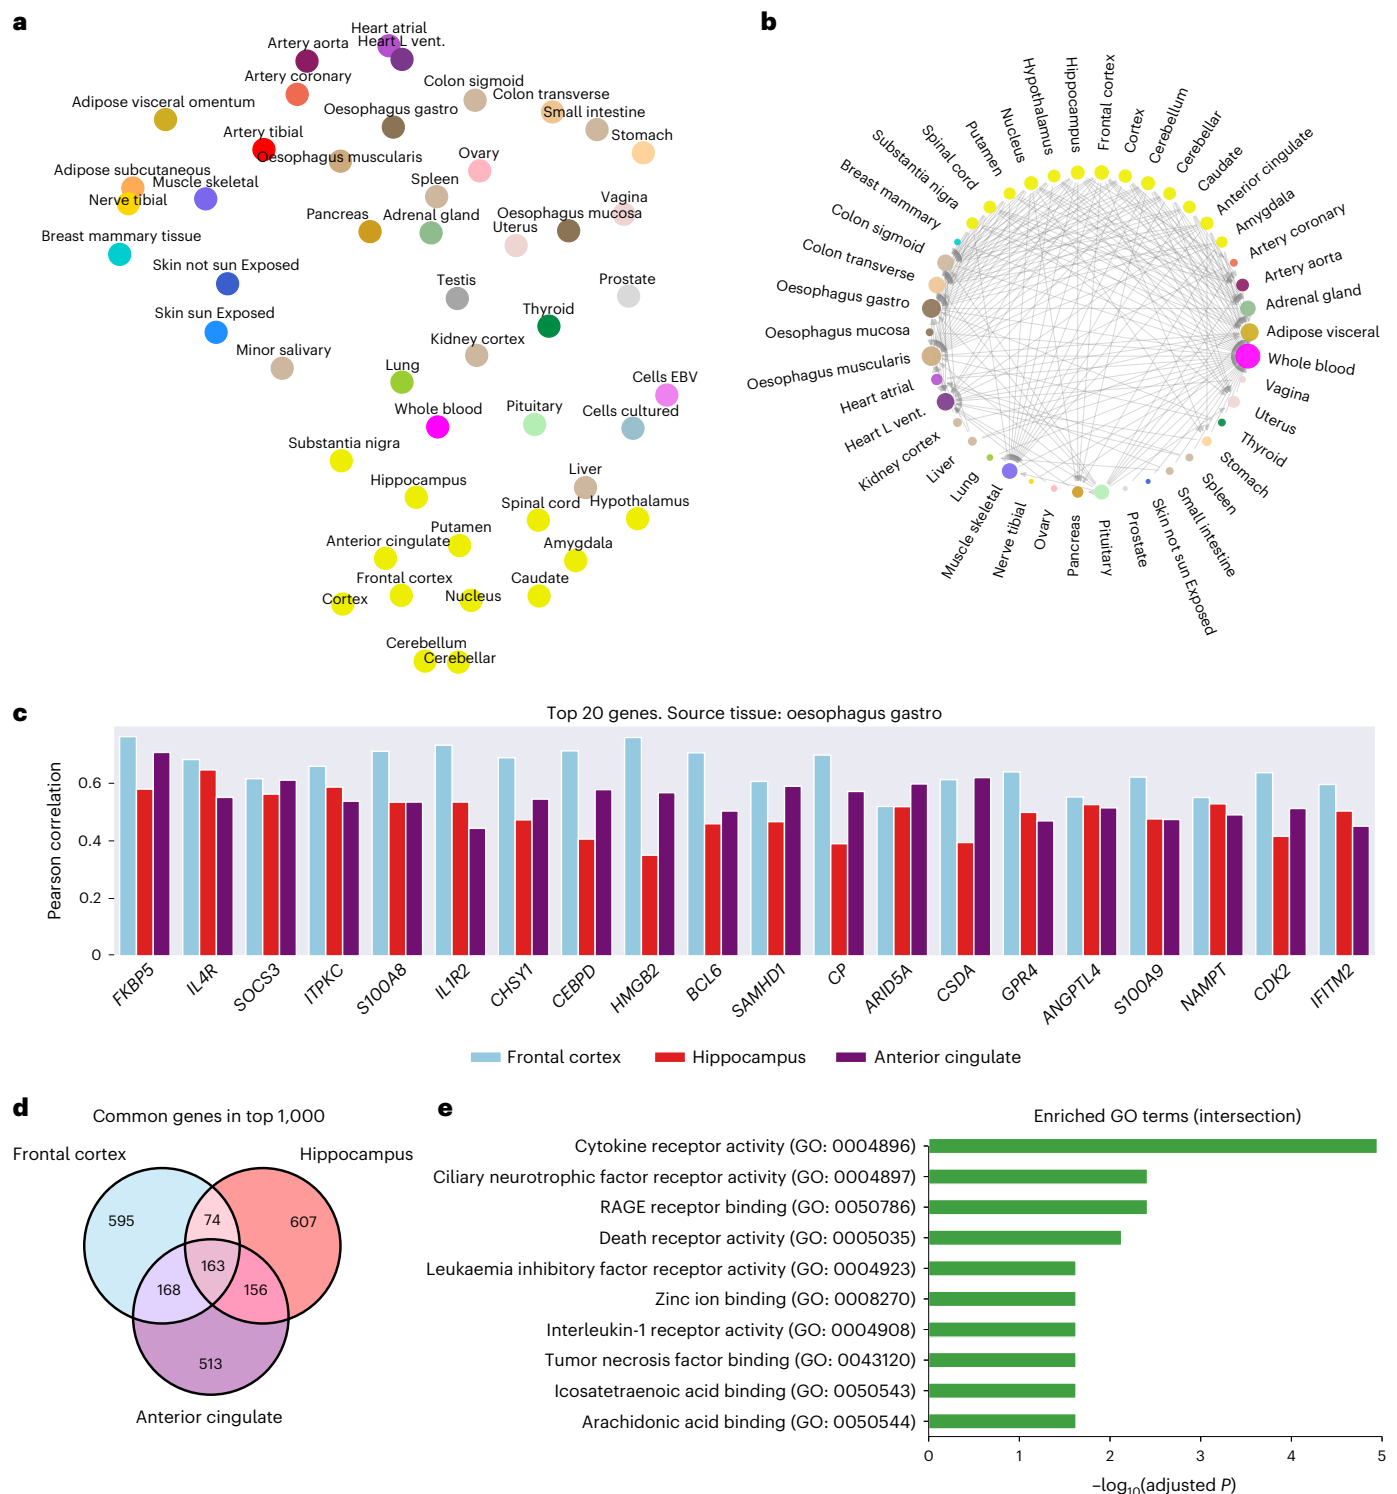 a
Heart atrial
Artery aorta
Heart L vent.
Artery coronary
Colon sigmoid
Colon transverse
Adipose visceral omentum
Oesophagus gastro
Small intestine
Artery tibial
Stomach
Oesophagus muscularis
Ovary
Adipose subcutaneous
Muscle skeletal
Spleen
Nerve tibial
Vagina
Pancreas
Adrenal gland
Oesophagus mucosa
Uterus
Breast mammary tissue
Skin not sun Exposed
Testis
Prostate
Skin sun Exposed
Thyroid
Kidney cortex
Minor salivary
Lung
Cells EBV
Whole blood
Pituitary
Cells cultured
Substantia nigra
Liver
Hippocampus
Spinal cord
Hypothalamus
Putamen
Anterior cingulate
Amygdala
Frontal cortex
Caudate
Cortex
Nucleus
Cerebellum
Cerebellar
b
Frontal cortex
Cortex
Cerebellum
Cerebellar
Caudate
Anterior cingulate
Amygdala
Artery coronary
Artery aorta
Adrenal gland
Adipose visceral
Whole blood
Vagina
Uterus
Thyroid
Stomach
Spleen
Small intestine
Skin not sun Exposed
Prostate
Pituitary
Pancreas
Ovary
Nerve tibial
Muscle skeletal
Lung
Liver
Kidney cortex
Heart L vent.
Heart atrial
Oesophagus muscularis
Oesophagus mucosa
Oesophagus gastro
Colon transverse
Colon sigmoid
Breast mammary
Substantia nigra
Spinal cord
Putamen
Nucleus
Hypothalamus
Hippocampus
c
Top 20 genes. Source tissue: oesophagus gastro
Pearson correlation
0.6
0.4
0.2
0
FKBP5
IL4R
SOCS3
ITPKC
S100A8
IL1R2
CHSY1
CEBPD
HMGB2
BCL6
SAMHD1
CP
ARID5A
CSDA
GPR4
ANGPTL4
S100A9
NAMPT
CDK2
IFITM2
Frontal cortex
Hippocampus
Anterior cingulate
d
Common genes in top 1,000
Frontal cortex
Hippocampus
595
74
607
163
168
156
513
Anterior cingulate
e
Enriched GO terms (intersection)
Cytokine receptor activity (GO: 0004896)
Ciliary neurotrophic factor receptor activity (GO: 0004897)
RAGE receptor binding (GO: 0050786)
Death receptor activity (GO: 0005035)
Leukaemia inhibitory factor receptor activity (GO: 0004923)
Zinc ion binding (GO: 0008270)
Interleukin-1 receptor activity (GO: 0004908)
Tumor necrosis factor binding (GO: 0043120)
Icosatetraenoic acid binding (GO: 0050543)
Arachidonic acid binding (GO: 0050544)
0 1 2 3 4 5
–log10(adjusted P)